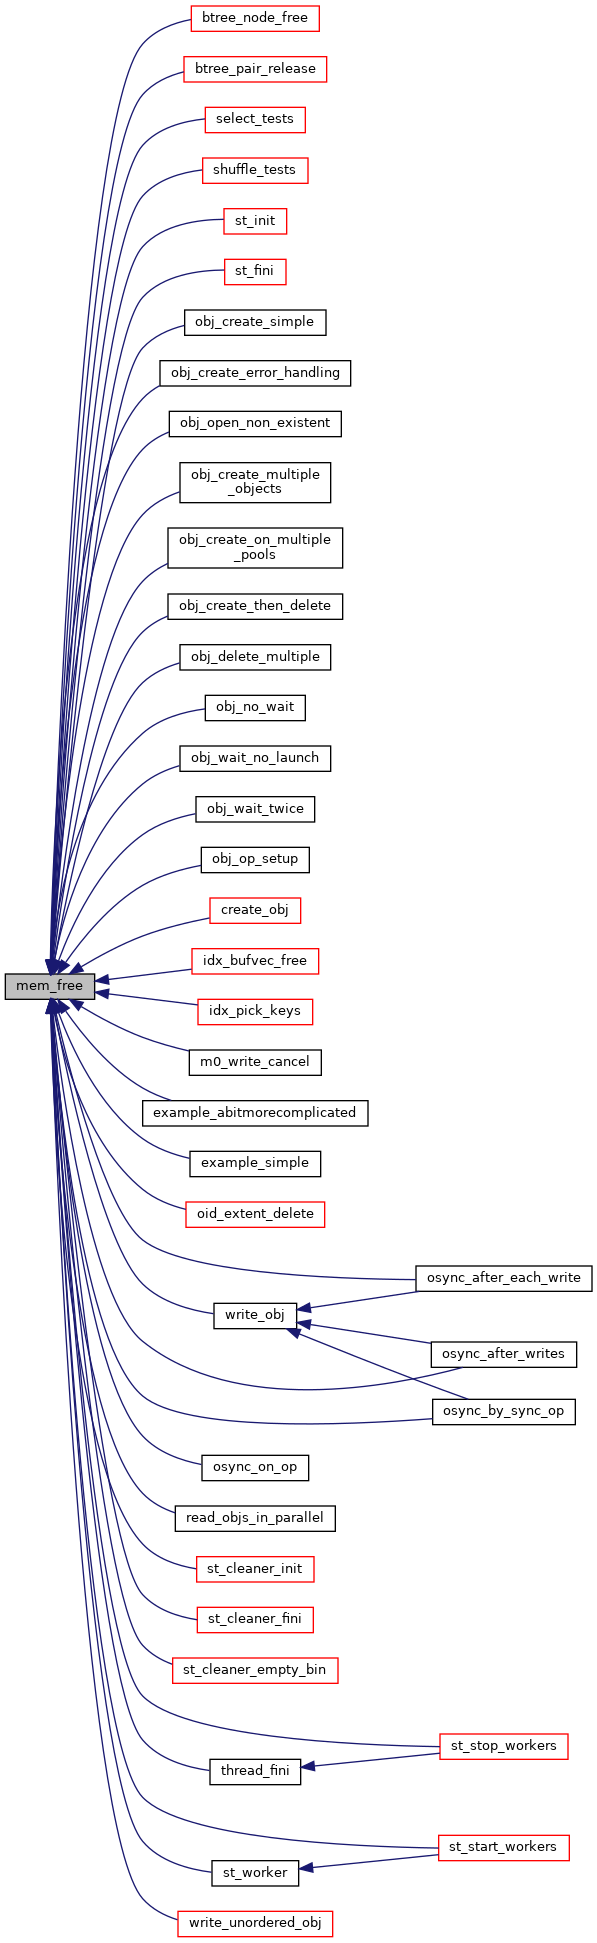 btree_node_free
btree_pair_release
select_tests
shuffle_tests
st_init
st_fini
obj_create_simple
obj_create_error_handling
obj_open_non_existent
obj_create_multiple
_objects
obj_create_on_multiple
_pools
obj_create_then_delete
obj_delete_multiple
obj_no_wait
obj_wait_no_launch
obj_wait_twice
obj_op_setup
create_obj
idx_bufvec_free
mem_free
idx_pick_keys
m0_write_cancel
example_abitmorecomplicated
example_simple
oid_extent_delete
osync_after_each_write
write_obj
osync_after_writes
osync_by_sync_op
osync_on_op
read_objs_in_parallel
st_cleaner_init
st_cleaner_fini
st_cleaner_empty_bin
st_stop_workers
thread_fini
st_start_workers
st_worker
write_unordered_obj